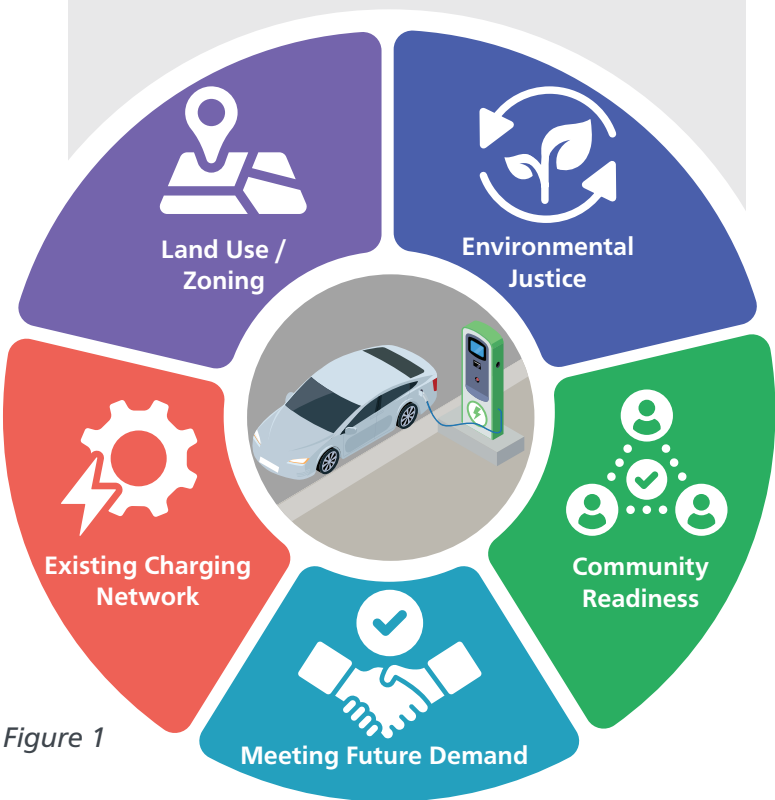 Land Use /
Zoning
Environmental
Justice
Existing Charging
Network
Community
Readiness
Meeting Future Demand
Figure 1